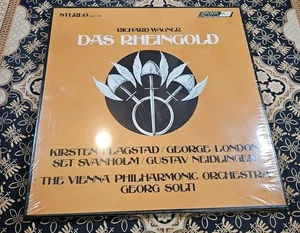 STEREO
LONDON
RICHARD WAGNER
DAS RHEINGOLD
KIRSTEN FLAGSTAD/GEORGE LONDON
SET SVANHOLM/GUSTAV NEIDLINGER
THE VIENNA PHILHARMONIC ORCHESTRA
GEORG SOLTI